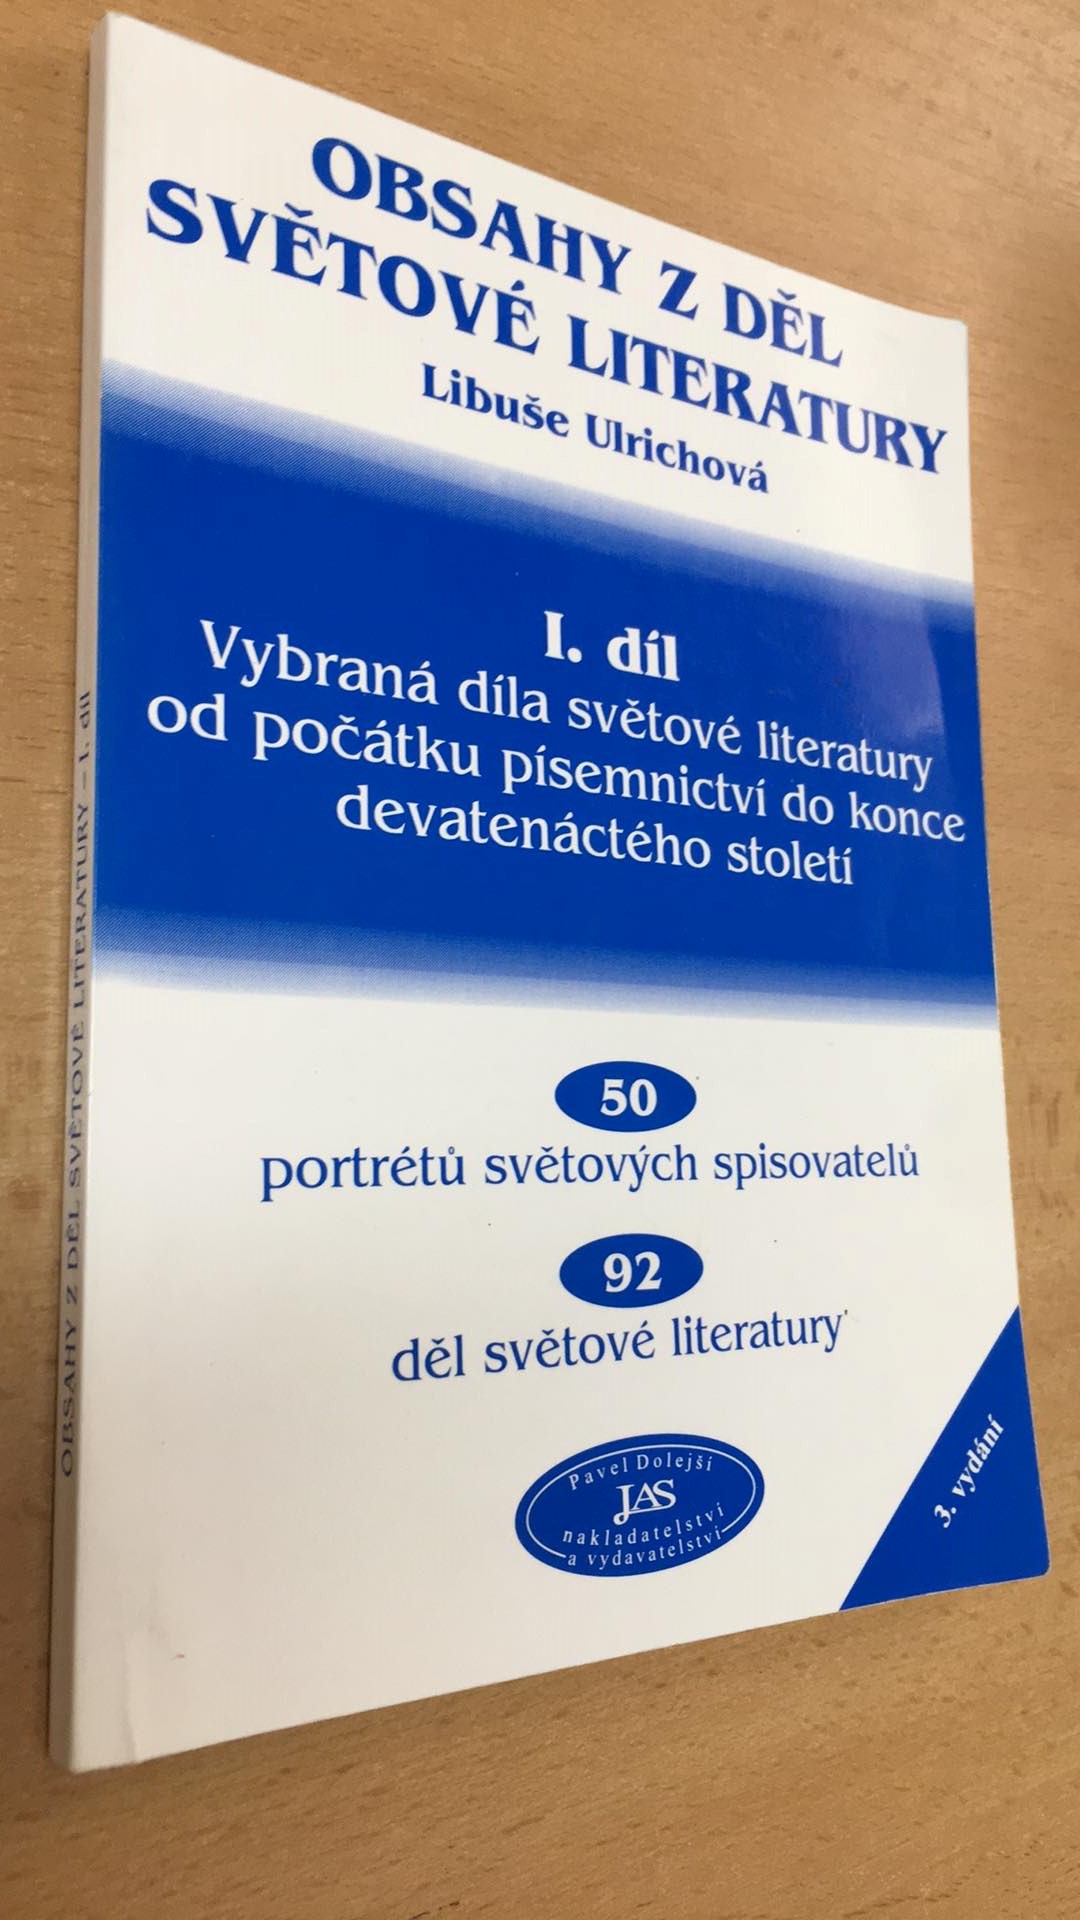 OBSAHY Z DĚL
SVĚTOVÉ LITERATURY
Libuše Ulrichová
I. díl
Vybraná díla světové literatury
od počátku písemnictví do konce
devatenáctého století
50
portrétů světových spisovatelů
92
děl světové literatury
Pavel Dolejší
JAS
nakladatelství
a vydavatelství
3. vydání
OBSAHY Z DĚL SVĚTOVÉ LITERATURY – I. díl